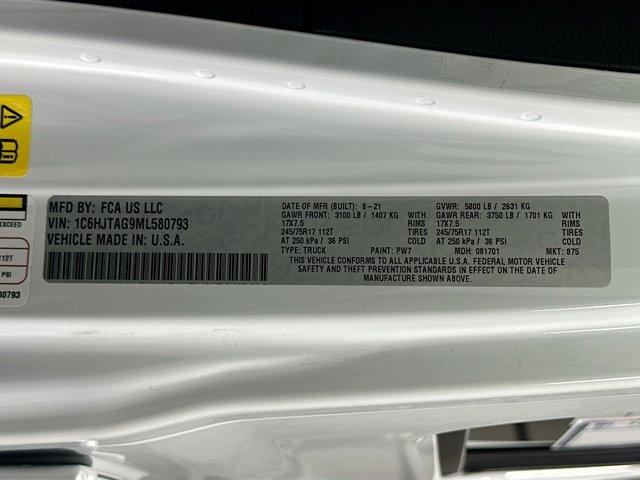 MFD BY: FCA US LLC
VIN: 1C6HJTAG9ML580793
VEHICLE MADE IN: U.S.A.
DATE OF MFR (BUILT): 8-21 GVWR: 5800 LB / 2631 KG
GAWR FRONT: 3100 LB / 1407 KG WITH GAWR REAR: 3750 LB / 1701 KG WITH
17X7.5 RIMS 17X7.5 RIMS
245/75R17 112T TIRES 245/75R17 112T TIRES
AT 250 kPa / 36 PSI COLD AT 250 kPa / 36 PSI COLD
TYPE: TRUCK PAINT: PW7 MDH: 081701 MKT: 875
THIS VEHICLE CONFORMS TO ALL APPLICABLE U.S.A. FEDERAL MOTOR VEHICLE
SAFETY AND THEFT PREVENTION STANDARDS IN EFFECT ON THE DATE OF
MANUFACTURE SHOWN ABOVE.
EXCEED
112T
PSI
80793